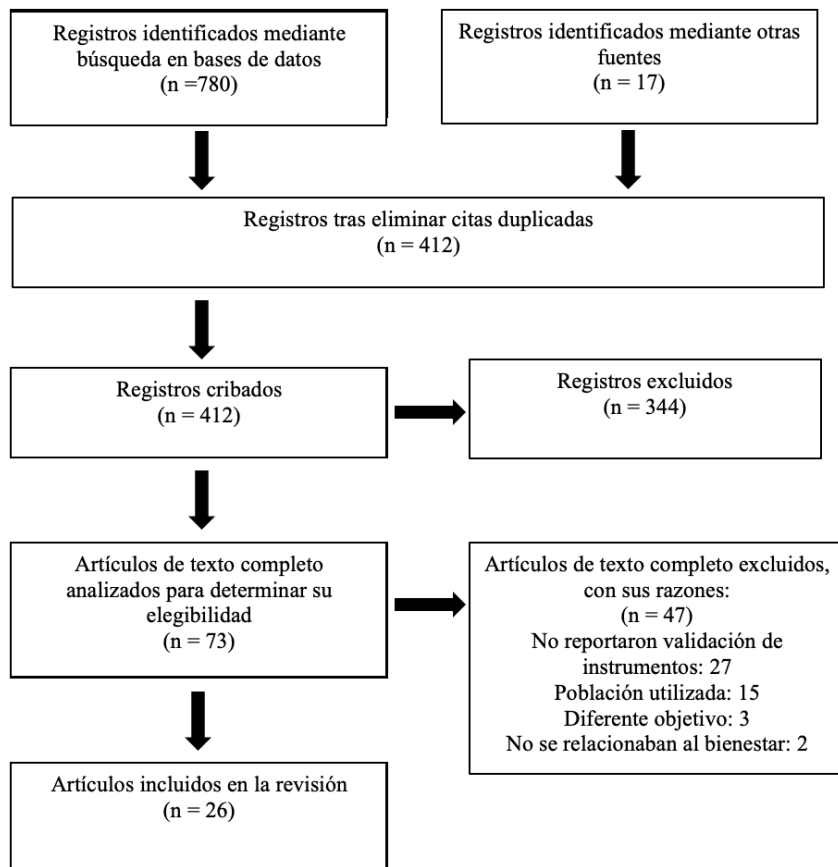 Registros identificados mediante
búsqueda en bases de datos
(n =780)
Registros identificados mediante otras
fuentes
(n = 17)
Registros tras eliminar citas duplicadas
(n = 412)
Registros cribados
(n = 412)
Registros excluidos
(n = 344)
Artículos de texto completo
analizados para determinar su
elegibilidad
(n = 73)
Artículos de texto completo excluidos,
con sus razones:
(n = 47)
No reportaron validación de
instrumentos: 27
Población utilizada: 15
Diferente objetivo: 3
No se relacionaban al bienestar: 2
Artículos incluidos en la revisión
(n = 26)